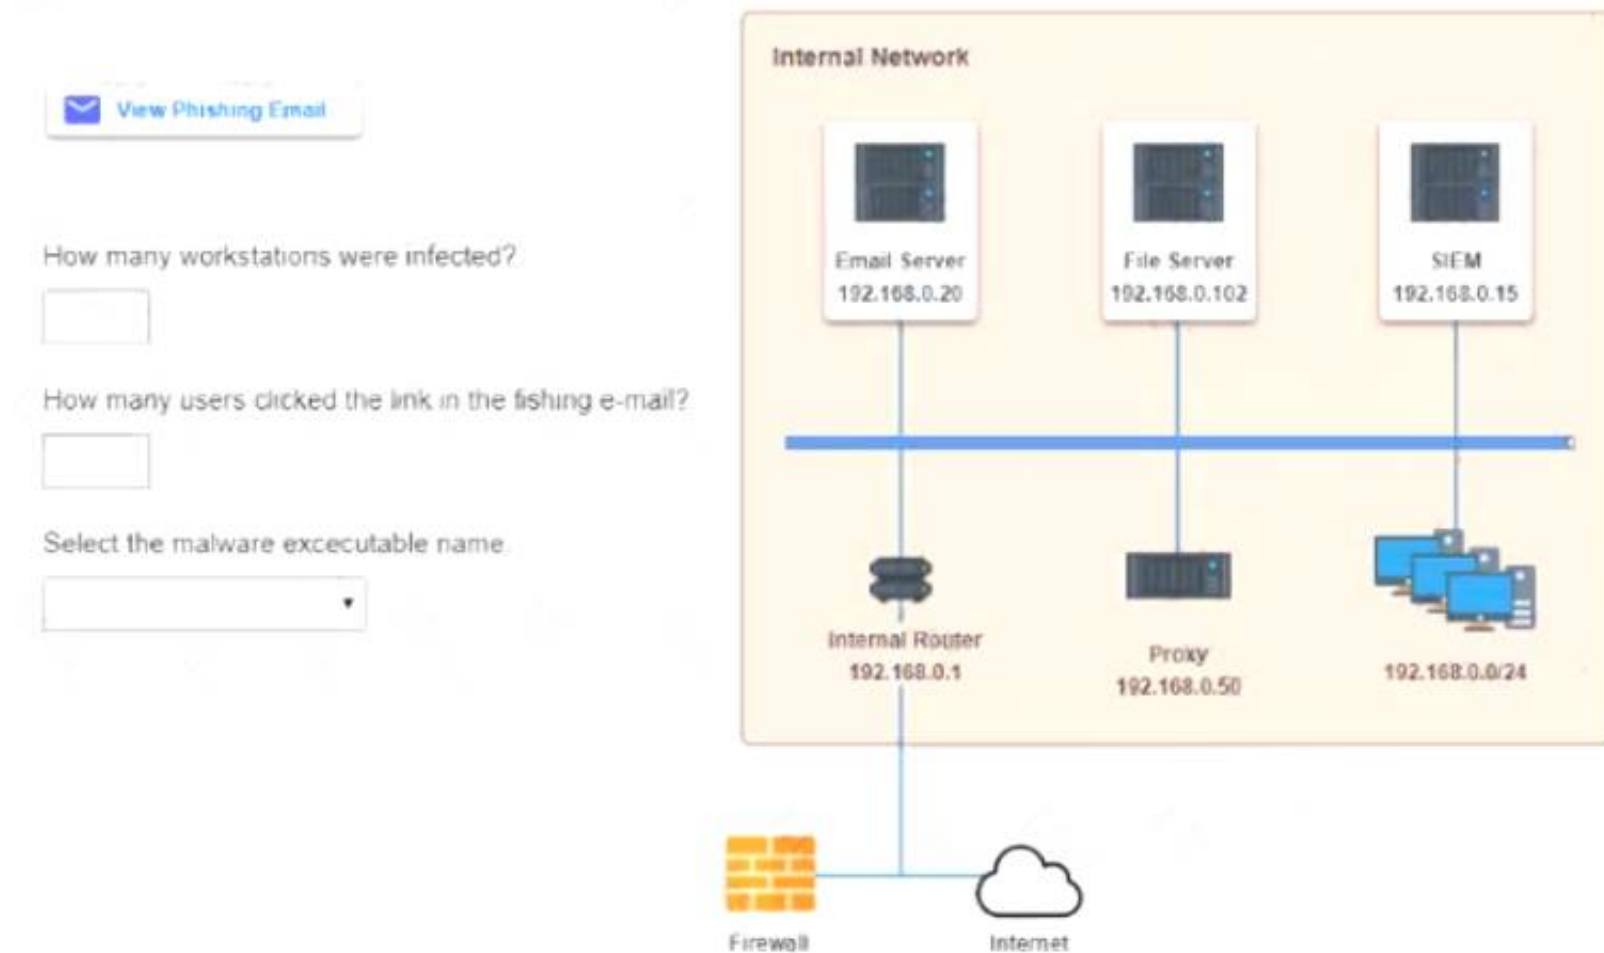 View Phishing Email
How many workstations were infected?
How many users clicked the link in the fishing e-mail?
Select the malware excecutable name
Internal Network
Email Server
192.168.0.20
File Server
192.168.0.102
SIEM
192.168.0.15
Internal Router
192.168.0.1
Proxy
192.168.0.50
192.168.0.0/24
Firewall
Internet